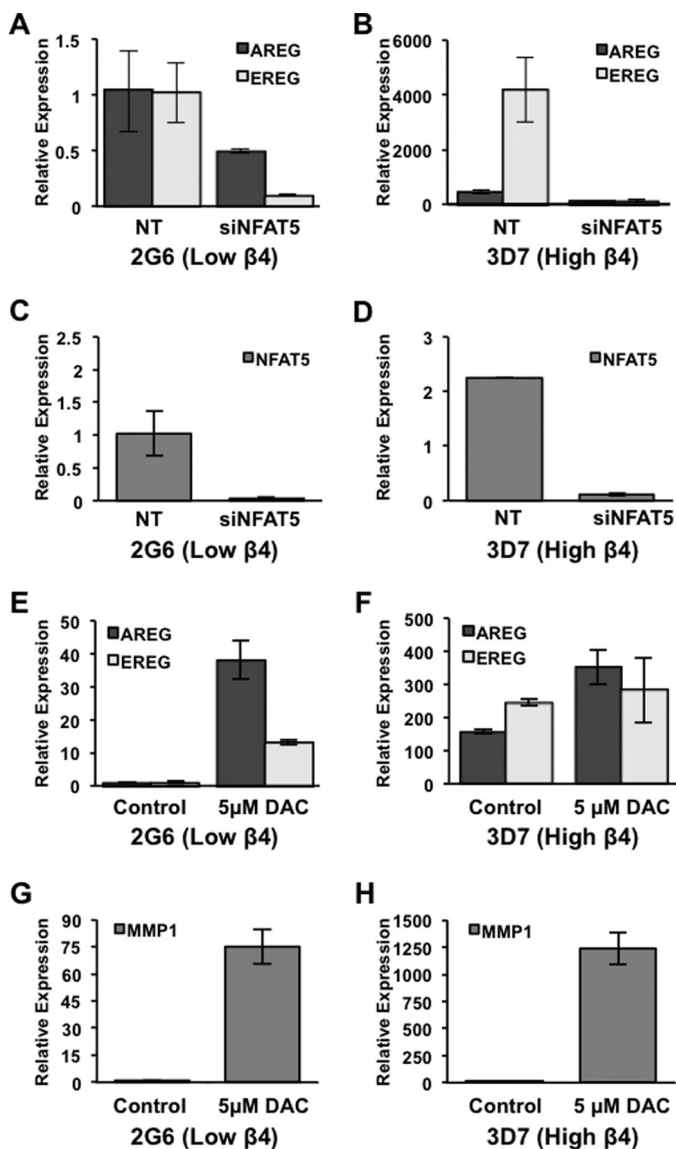 A
Relative Expression
1.5
1
0.5
0
AREG
EREG
NT siNFAT5
2G6 (Low β4)
B
Relative Expression
6000
4000
2000
0
AREG
EREG
NT siNFAT5
3D7 (High β4)
C
Relative Expression
2.5
2
1.5
1
0.5
0
NFAT5
NT siNFAT5
2G6 (Low β4)
D
Relative Expression
3
2
1
0
NFAT5
NT siNFAT5
3D7 (High β4)
E
Relative Expression
50
40
30
20
10
0
AREG
EREG
Control 5µM DAC
2G6 (Low β4)
F
Relative Expression
500
400
300
200
100
0
AREG
EREG
Control 5 µM DAC
3D7 (High β4)
G
Relative Expression
90
75
60
45
30
15
0
MMP1
Control 5µM DAC
2G6 (Low β4)
H
Relative Expression
1500
1250
1000
750
500
250
0
MMP1
Control 5 µM DAC
3D7 (High β4)